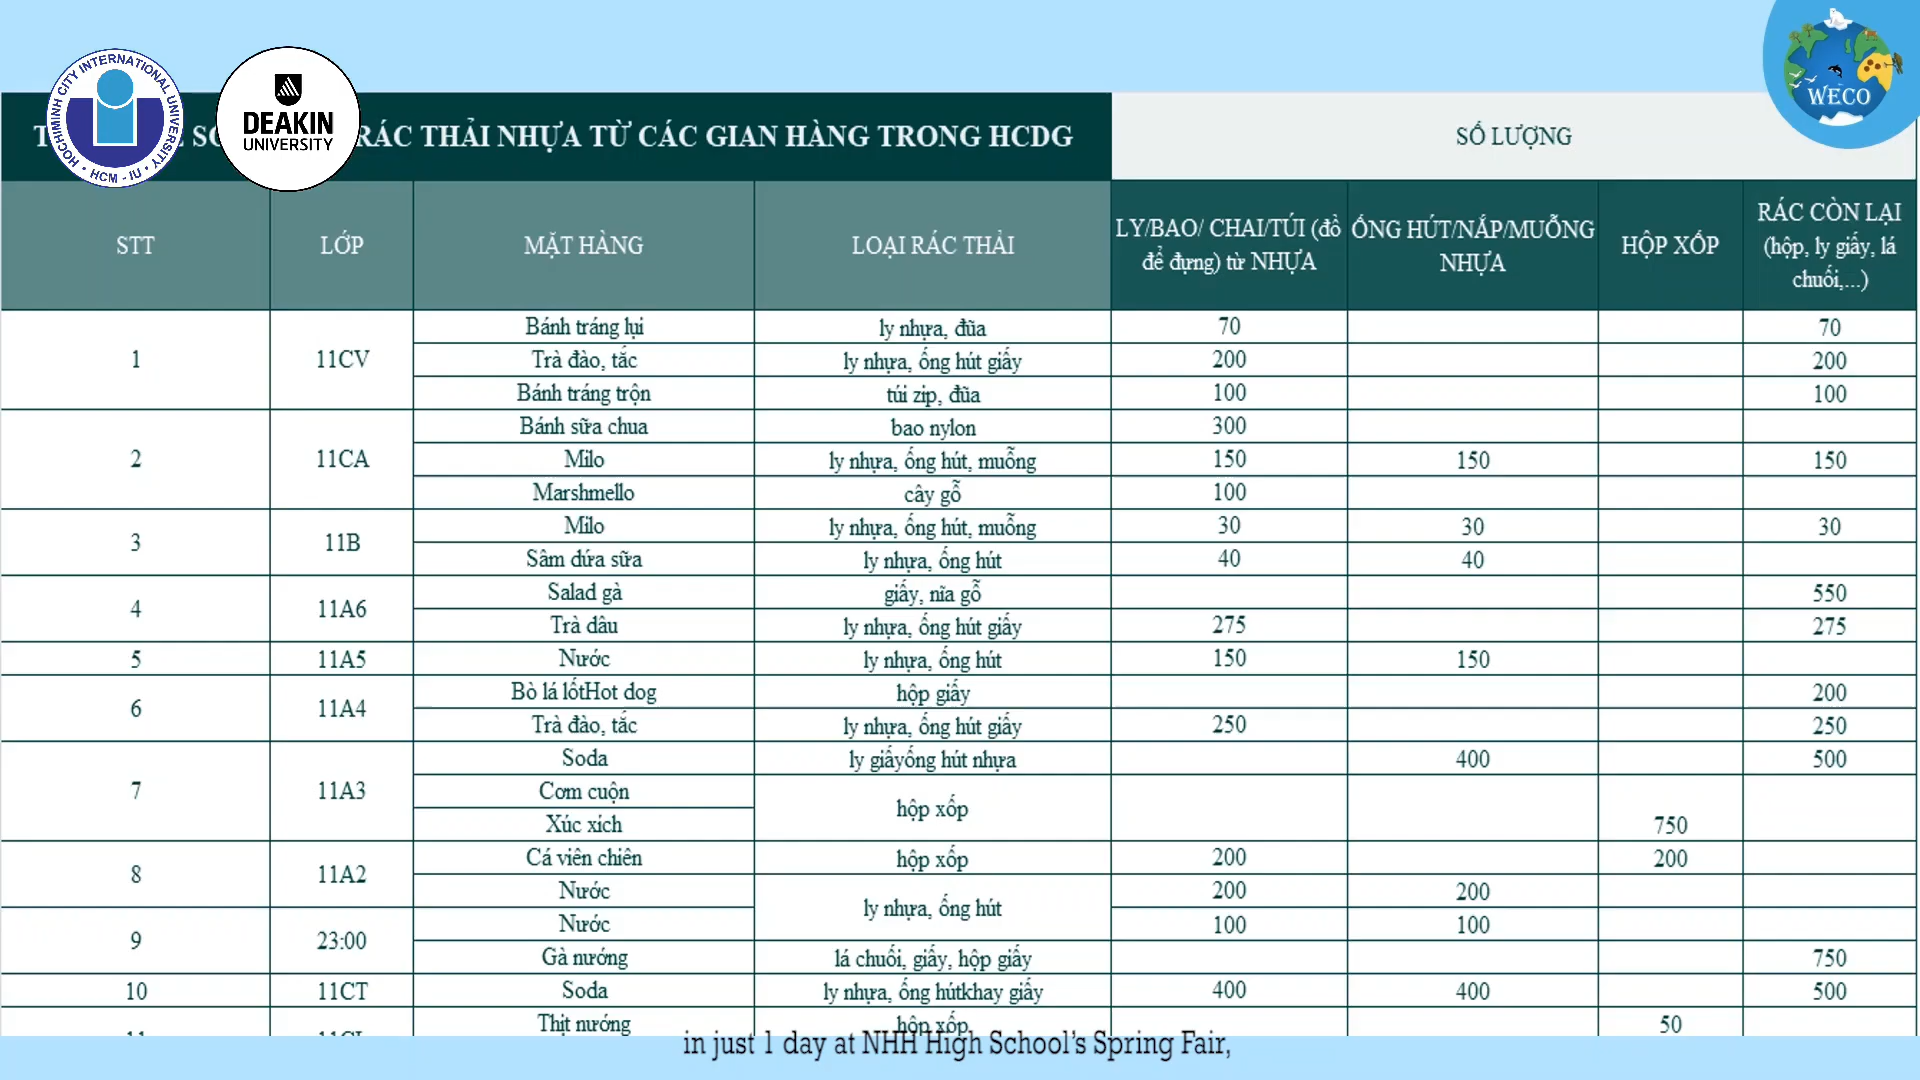 HOCHIMINH CITY INTERNATIONAL UNIVERSITY
• HCM - IU •
DEAKIN
UNIVERSITY
WECO
RÁC THẢI NHỰA TỪ CÁC GIAN HÀNG TRONG HCDG
SỐ LƯỢNG
STT LỚP MẶT HÀNG LOẠI RÁC THẢI LY/BAO/ CHAI/TÚI (đồ để đựng) từ NHỰA ỐNG HÚT/NẮP/MUỖNG NHỰA HỘP XỐP RÁC CÒN LẠI (hộp, ly giấy, lá chuối,...)
1 11CV Bánh tráng lụi ly nhựa, đũa 70 70
Trà đào, tắc ly nhựa, ống hút giấy 200 200
Bánh tráng trộn túi zip, đũa 100 100
2 11CA Bánh sữa chua bao nylon 300
Milo ly nhựa, ống hút, muỗng 150 150 150
Marshmello cây gỗ 100
3 11B Milo ly nhựa, ống hút, muỗng 30 30 30
Sâm dứa sữa ly nhựa, ống hút 40 40
4 11A6 Salad gà giấy, nĩa gỗ 550
Trà dâu ly nhựa, ống hút giấy 275 275
5 11A5 Nước ly nhựa, ống hút 150 150
6 11A4 Bò lá lốtHot dog hộp giấy 200
Trà đào, tắc ly nhựa, ống hút giấy 250 250
7 11A3 Soda ly giấyống hút nhựa 400 500
Cơm cuộn hộp xốp
Xúc xích 750
8 11A2 Cá viên chiên hộp xốp 200 200
Nước ly nhựa, ống hút 200 200
9 23:00 Nước 100 100
Gà nướng lá chuối, giấy, hộp giấy 750
10 11CT Soda ly nhựa, ống hútkhay giấy 400 400 500
Thịt nướng hộp xốp 50
in just 1 day at NHH High School's Spring Fair,